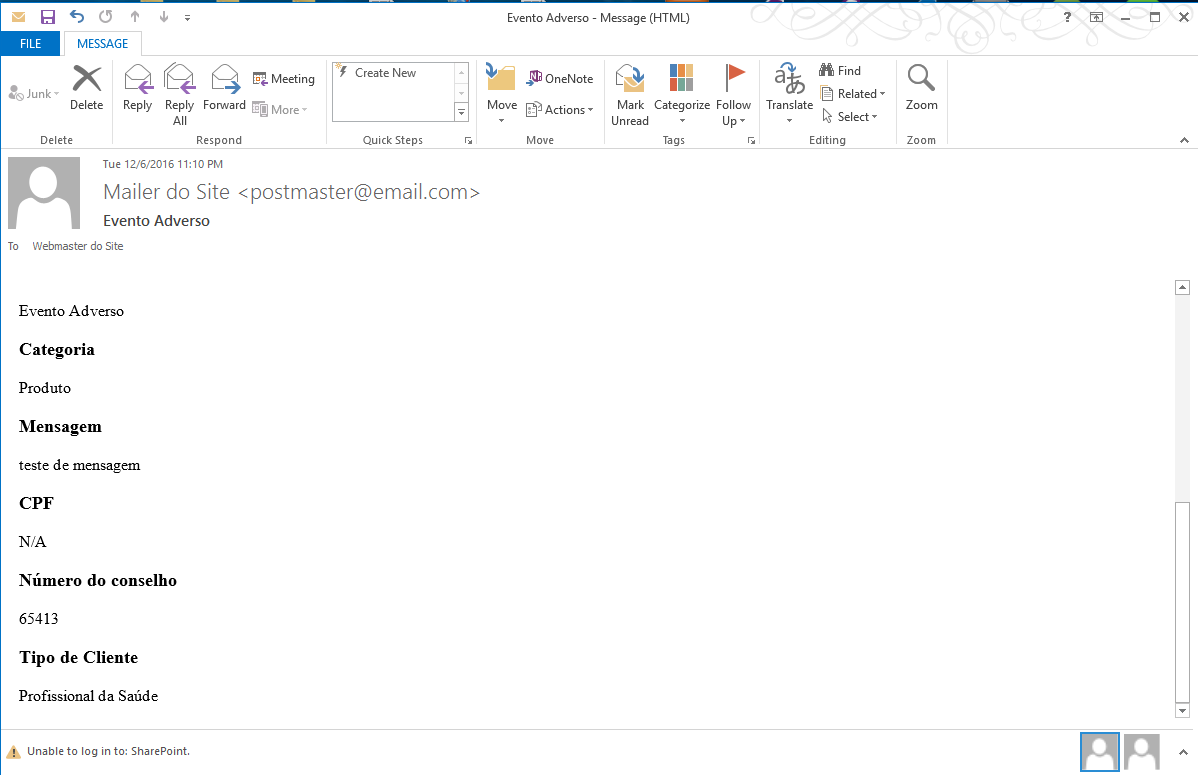 Evento Adverso - Message (HTML)
?
FILE
MESSAGE
Junk
Delete
Reply
Reply All
Forward
Meeting
More
Create New
Move
OneNote
Actions
Mark Unread
Categorize
Follow Up
Translate
Find
Related
Select
Zoom
Delete
Respond
Quick Steps
Move
Tags
Editing
Zoom
Tue 12/6/2016 11:10 PM
Mailer do Site <postmaster@email.com>
Evento Adverso
To Webmaster do Site
Evento Adverso
Categoria
Produto
Mensagem
teste de mensagem
CPF
N/A
Número do conselho
65413
Tipo de Cliente
Profissional da Saúde
Unable to log in to: SharePoint.